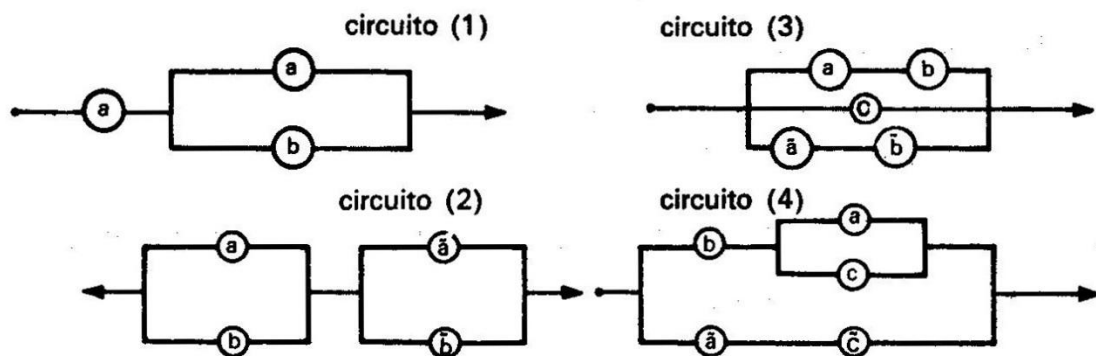 circuito (1)
a
a
b
circuito (3)
a b
c
ā b̄
circuito (2)
a
b
ã
b̃
circuito (4)
b
a
c
ã c̃